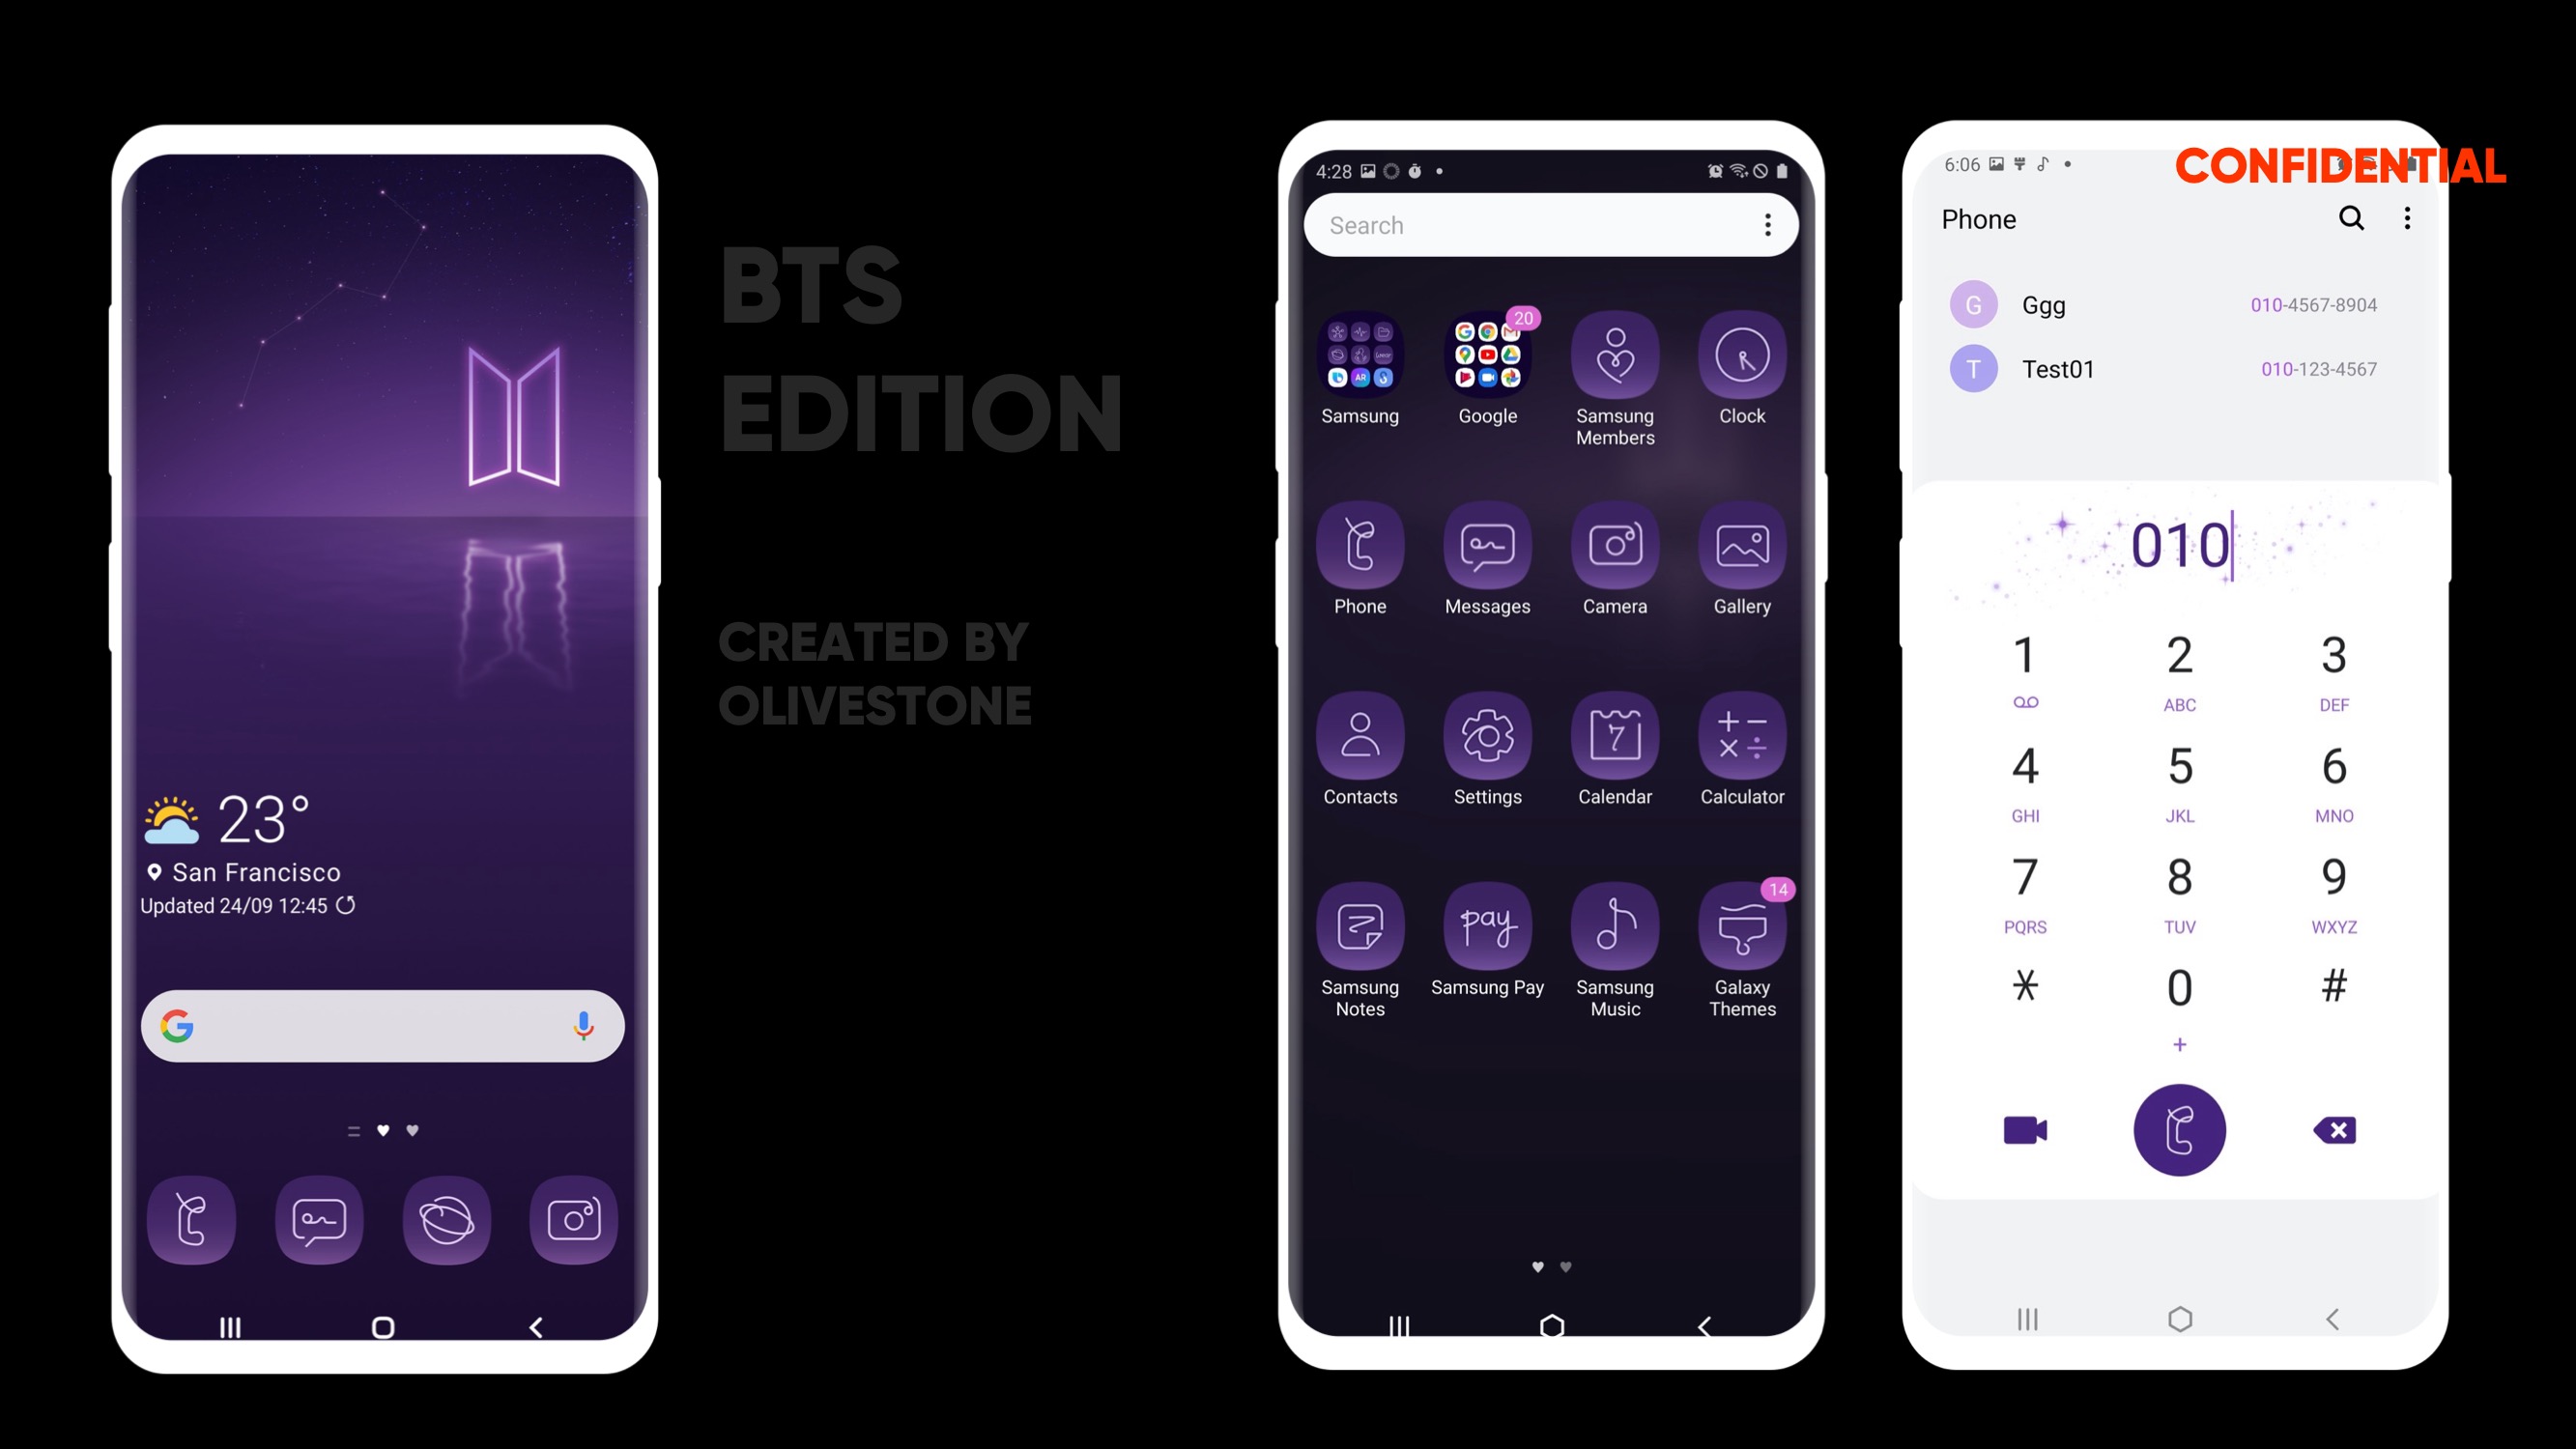 BTS
EDITION
CREATED BY
OLIVESTONE
23°
San Francisco
Updated 24/09 12:45
4:28
Search
20
Samsung
Google
Samsung
Members
Clock
Phone
Messages
Camera
Gallery
7
Contacts
Settings
Calendar
Calculator
pay
14
Samsung
Notes
Samsung Pay
Samsung
Music
Galaxy
Themes
CONFIDENTIAL
6:06
Phone
G Ggg 010-4567-8904
T Test01 010-123-4567
010
1 2 3
ABC DEF
4 5 6
GHI JKL MNO
7 8 9
PQRS TUV WXYZ
* 0 #
+